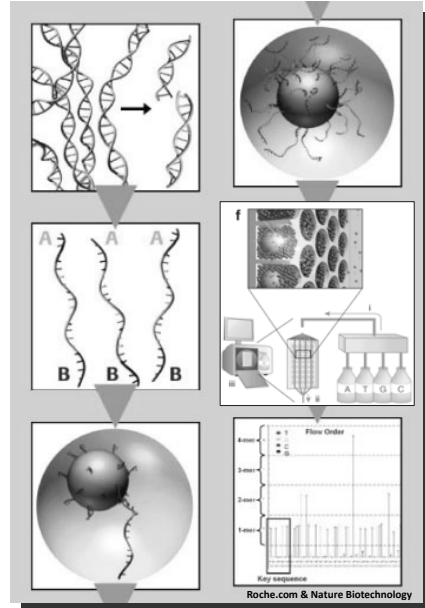 A A A
B B B
f
i
iii
ii
A T G C
Flow Order
T
C
G
4-mer
3-mer
2-mer
1-mer
Key sequence
Roche.com & Nature Biotechnology